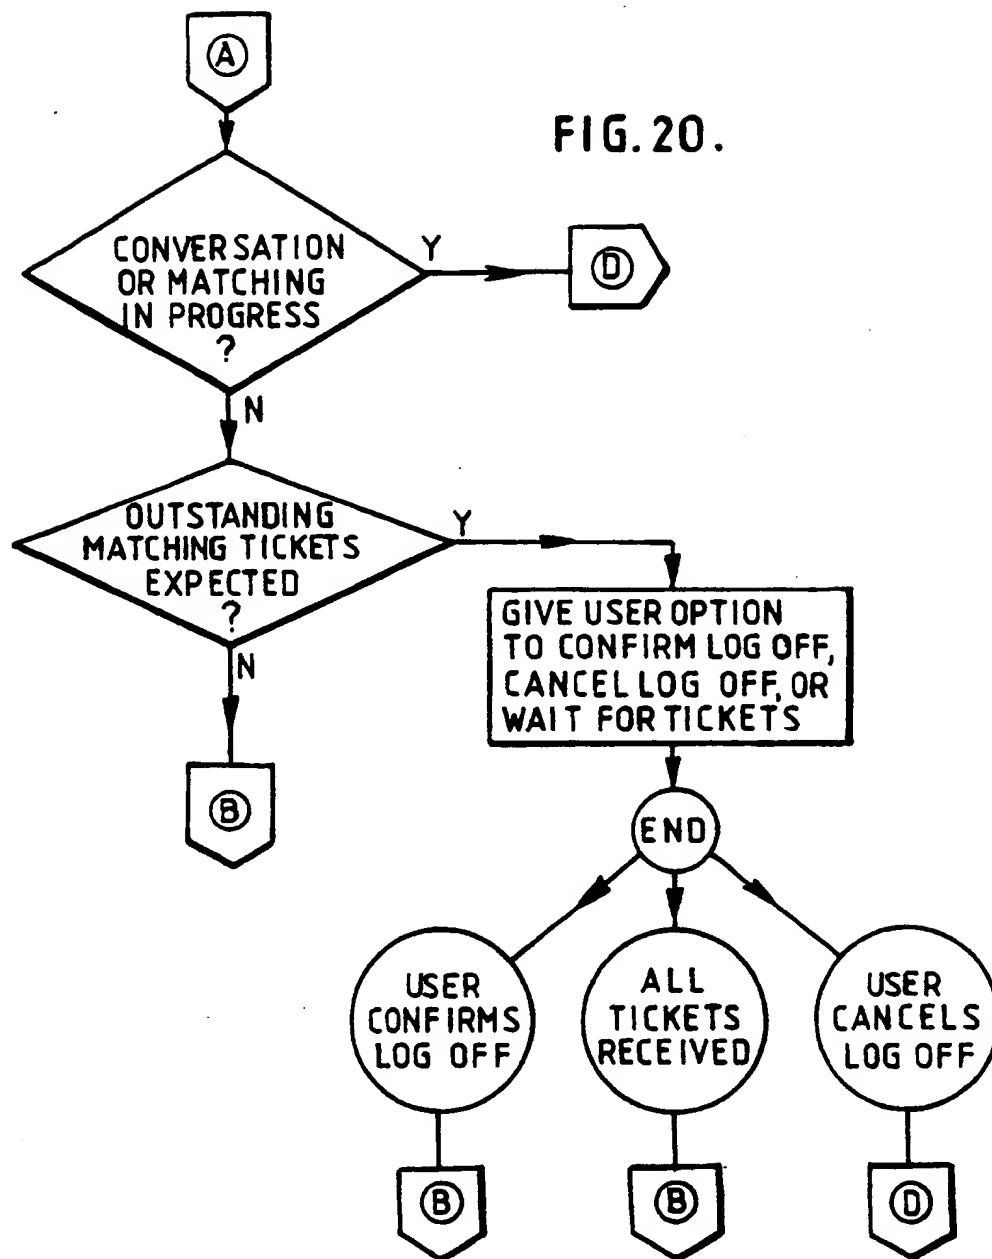 A
FIG. 20.
CONVERSATION
OR MATCHING
IN PROGRESS
?
Y
D
N
OUTSTANDING
MATCHING TICKETS
EXPECTED
?
Y
N
GIVE USER OPTION
TO CONFIRM LOG OFF,
CANCEL LOG OFF, OR
WAIT FOR TICKETS
B
END
USER
CONFIRMS
LOG OFF
ALL
TICKETS
RECEIVED
USER
CANCELS
LOG OFF
B
B
D